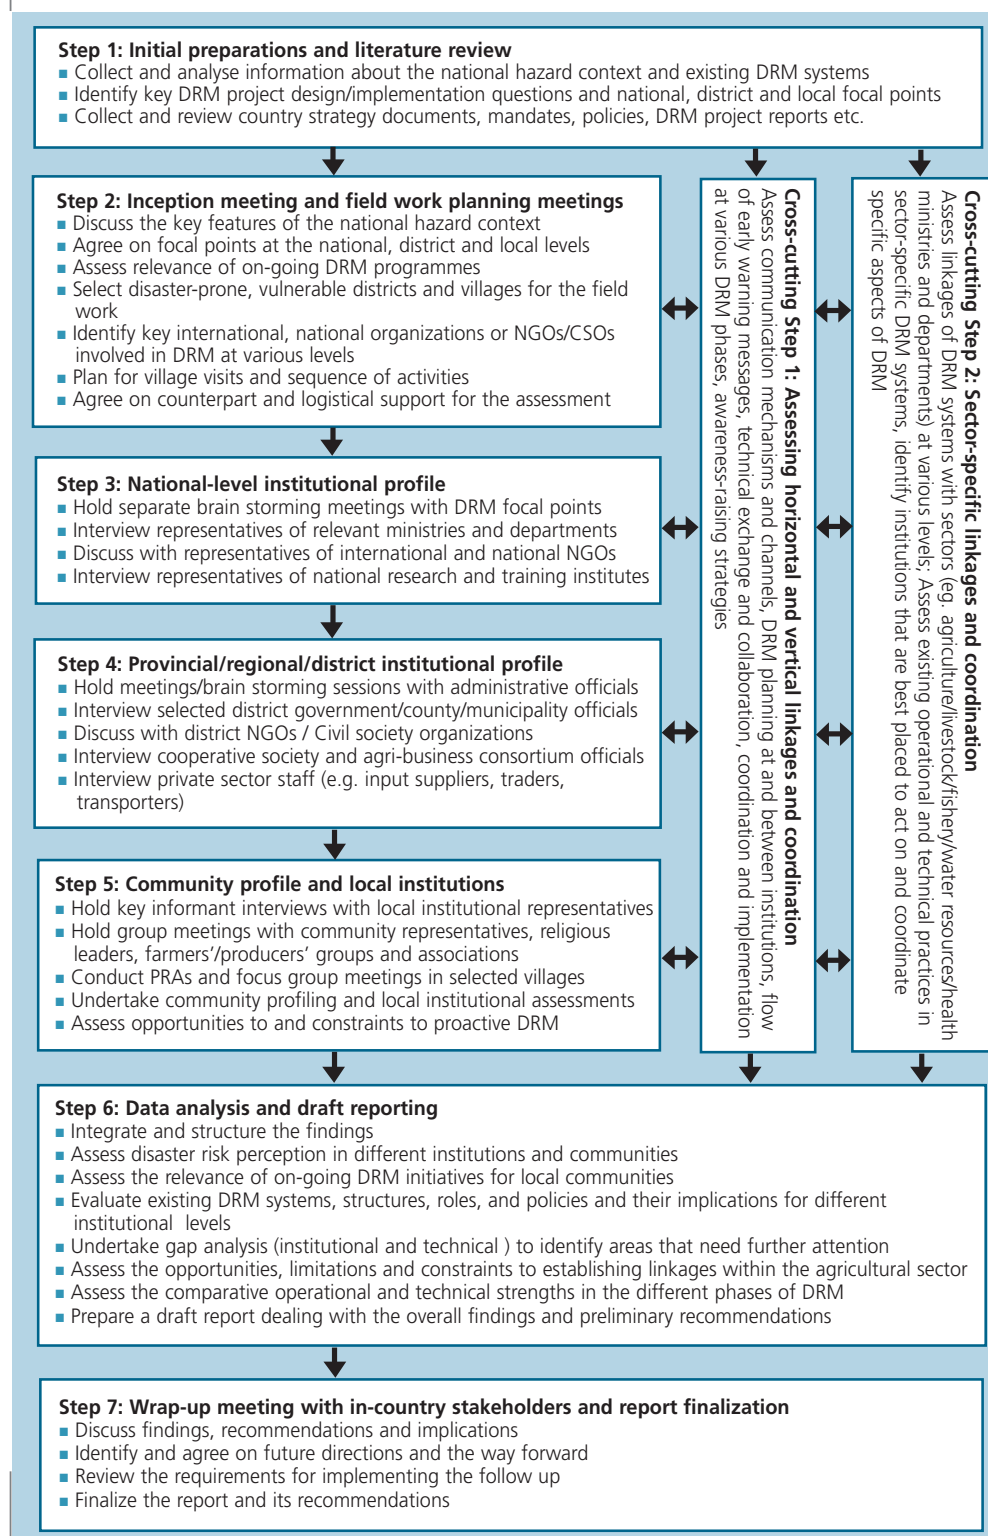 Step 1: Initial preparations and literature review
■ Collect and analyse information about the national hazard context and existing DRM systems
■ Identify key DRM project design/implementation questions and national, district and local focal points
■ Collect and review country strategy documents, mandates, policies, DRM project reports etc.
Step 2: Inception meeting and field work planning meetings
■ Discuss the key features of the national hazard context
■ Agree on focal points at the national, district and local levels
■ Assess relevance of on-going DRM programmes
■ Select disaster-prone, vulnerable districts and villages for the field
work
■ Identify key international, national organizations or NGOs/CSOs
involved in DRM at various levels
■ Plan for village visits and sequence of activities
■ Agree on counterpart and logistical support for the assessment
Step 3: National-level institutional profile
■ Hold separate brain storming meetings with DRM focal points
■ Interview representatives of relevant ministries and departments
■ Discuss with representatives of international and national NGOs
■ Interview representatives of national research and training institutes
Step 4: Provincial/regional/district institutional profile
■ Hold meetings/brain storming sessions with administrative officials
■ Interview selected district government/county/municipality officials
■ Discuss with district NGOs / Civil society organizations
■ Interview cooperative society and agri-business consortium officials
■ Interview private sector staff (e.g. input suppliers, traders,
transporters)
Step 5: Community profile and local institutions
■ Hold key informant interviews with local institutional representatives
■ Hold group meetings with community representatives, religious
leaders, farmers'/producers' groups and associations
■ Conduct PRAs and focus group meetings in selected villages
■ Undertake community profiling and local institutional assessments
■ Assess opportunities to and constraints to proactive DRM
Cross-cutting Step 1: Assessing horizontal and vertical linkages and coordination
Assess communication mechanisms and channels, DRM planning at and between institutions, flow
of early warning messages, technical exchange and collaboration, coordination and implementation
at various DRM phases, awareness-raising strategies
Cross-cutting Step 2: Sector-specific linkages and coordination
Assess linkages of DRM systems with sectors (eg. agriculture/livestock/fishery/water resources/health
ministries and departments) at various levels; Assess existing operational and technical practices in
sector-specific DRM systems, identify institutions that are best placed to act on and coordinate
specific aspects of DRM
Step 6: Data analysis and draft reporting
■ Integrate and structure the findings
■ Assess disaster risk perception in different institutions and communities
■ Assess the relevance of on-going DRM initiatives for local communities
■ Evaluate existing DRM systems, structures, roles, and policies and their implications for different
institutional levels
■ Undertake gap analysis (institutional and technical ) to identify areas that need further attention
■ Assess the opportunities, limitations and constraints to establishing linkages within the agricultural sector
■ Assess the comparative operational and technical strengths in the different phases of DRM
■ Prepare a draft report dealing with the overall findings and preliminary recommendations
Step 7: Wrap-up meeting with in-country stakeholders and report finalization
■ Discuss findings, recommendations and implications
■ Identify and agree on future directions and the way forward
■ Review the requirements for implementing the follow up
■ Finalize the report and its recommendations